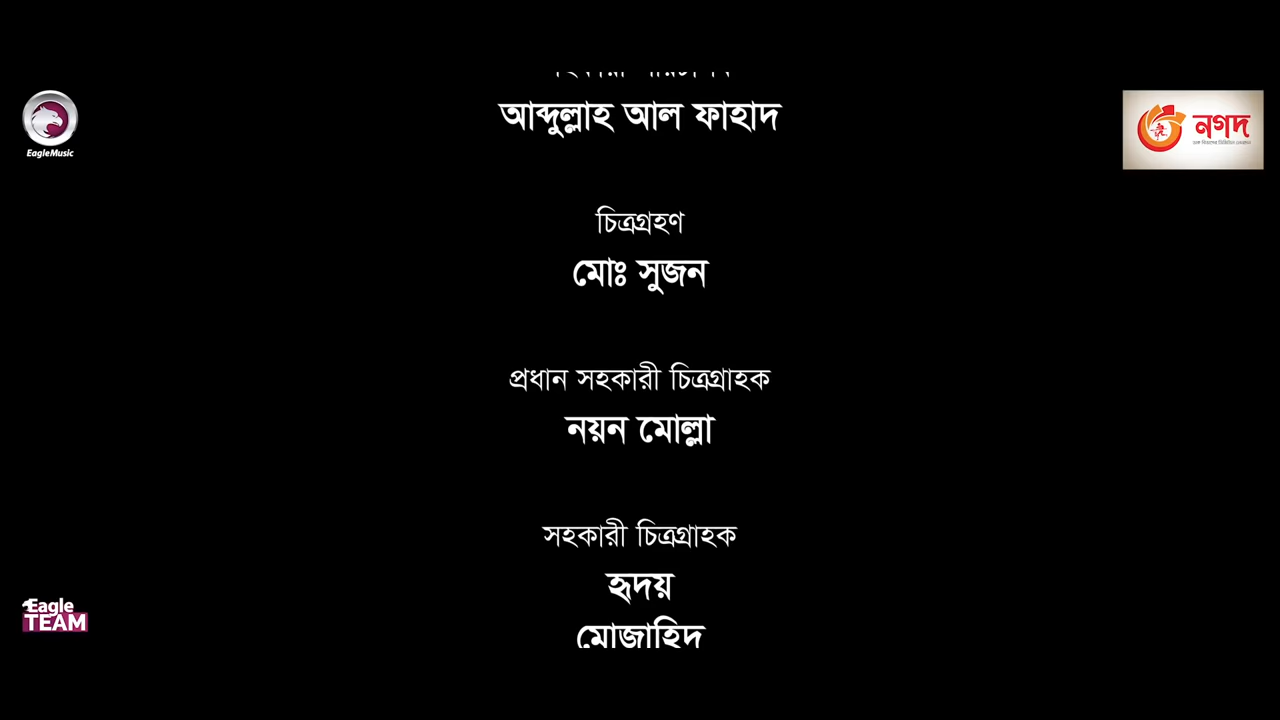 আব্দুল্লাহ আল ফাহাদ
EagleMusic
নগদ
চিত্রগ্রহণ
মোঃ সুজন
প্রধান সহকারী চিত্রগ্রাহক
নয়ন মোল্লা
সহকারী চিত্রগ্রাহক
হৃদয়
মোজাহিদ
Eagle
TEAM